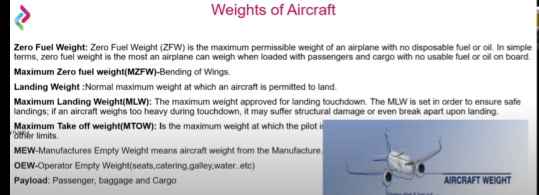 Weights of Aircraft
Zero Fuel Weight: Zero Fuel Weight (ZFW) is the maximum permissible weight of an airplane with no disposable fuel or oil. In simple
terms, zero fuel weight is the most an airplane can weigh when loaded with passengers and cargo with no usable fuel or oil on board.
Maximum Zero fuel weight(MZFW)-Bending of Wings.
Landing Weight :Normal maximum weight at which an aircraft is permitted to land.
Maximum Landing Weight(MLW): The maximum weight approved for landing touchdown. The MLW is set in order to ensure safe
landings; if an aircraft weighs too heavy during touchdown, it may suffer structural damage or even break apart upon landing.
Maximum Take off weight(MTOW): Is the maximum weight at which the pilot is
other limits.
MEW-Manufactures Empty Weight means aircraft weight from the Manufacture.
OEW-Operator Empty Weight(seats,catering,galley,water..etc)
Payload: Passenger, baggage and Cargo
AIRCRAFT WEIGHT